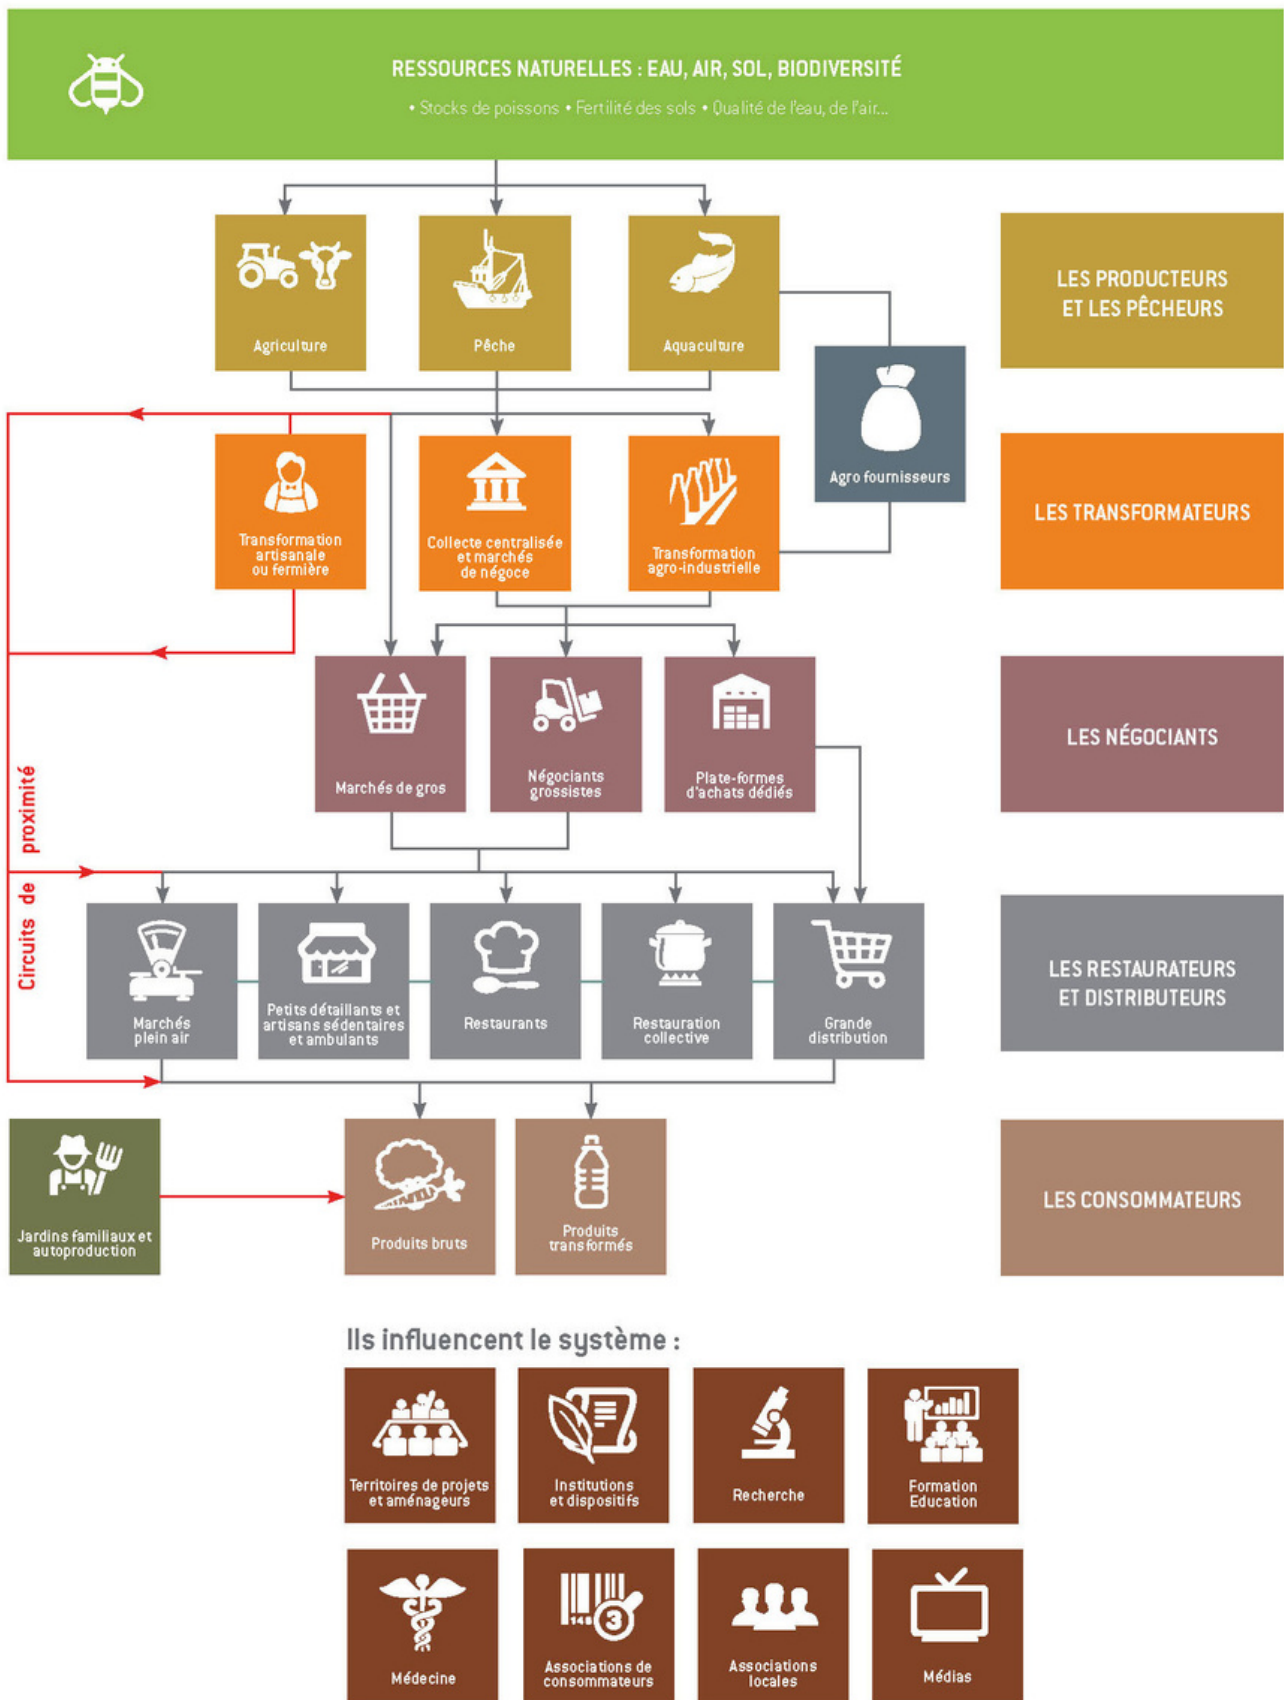 RESSOURCES NATURELLES : EAU, AIR, SOL, BIODIVERSITÉ
• Stocks de poissons • Fertilité des sols • Qualité de l'eau, de l'air...
Agriculture
Pêche
Aquaculture
LES PRODUCTEURS
ET LES PÊCHEURS
Agro fournisseurs
Transformation
artisanale
ou fermière
Collecte centralisée
et marchés
de négoce
Transformation
agro-industrielle
LES TRANSFORMATEURS
Marchés de gros
Négociants
grossistes
Plate-formes
d'achats dédiés
LES NÉGOCIANTS
Circuits de proximité
Marchés
plein air
Petits détaillants et
artisans sédentaires
et ambulants
Restaurants
Restauration
collective
Grande
distribution
LES RESTAURATEURS
ET DISTRIBUTEURS
Jardins familiaux et
autoproduction
Produits bruts
Produits
transformés
LES CONSOMMATEURS
Ils influencent le système :
Territoires de projets
et aménageurs
Institutions
et dispositifs
Recherche
Formation
Education
Médecine
3
Associations de
consommateurs
Associations
locales
Médias